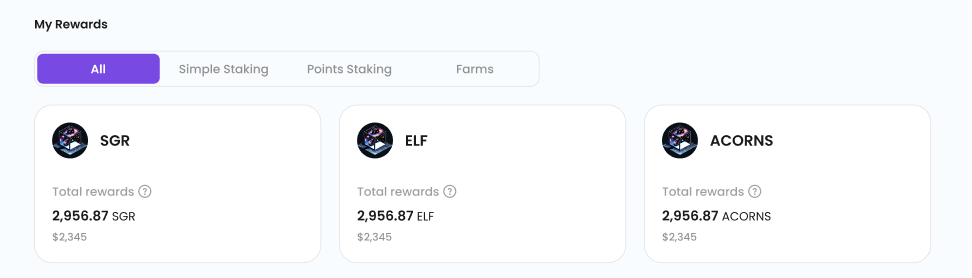 My Rewards
All Simple Staking Points Staking Farms
SGR
Total rewards ?
2,956.87 SGR
$2,345
ELF
Total rewards ?
2,956.87 ELF
$2,345
ACORNS
Total rewards ?
2,956.87 ACORNS
$2,345